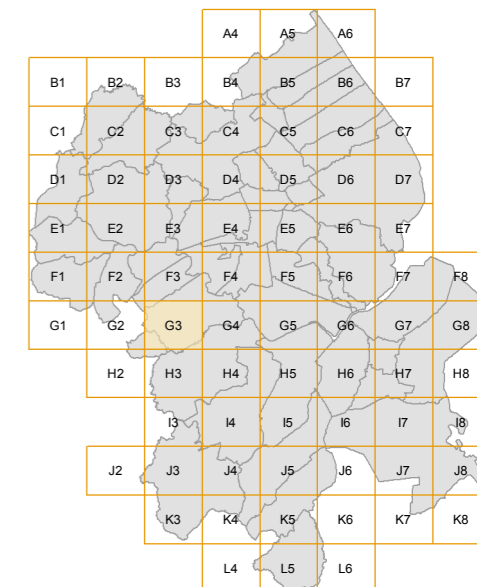 A4 A5 A6
B1 B2 B3 B4 B5 B6 B7
C1 C2 C3 C4 C5 C6 C7
D1 D2 D3 D4 D5 D6 D7
E1 E2 E3 E4 E5 E6 E7
F1 F2 F3 F4 F5 F6 F7 F8
G1 G2 G3 G4 G5 G6 G7 G8
H2 H3 H4 H5 H6 H7 H8
I3 I4 I5 I6 I7 I8
J2 J3 J4 J5 J6 J7 J8
K3 K4 K5 K6 K7 K8
L4 L5 L6